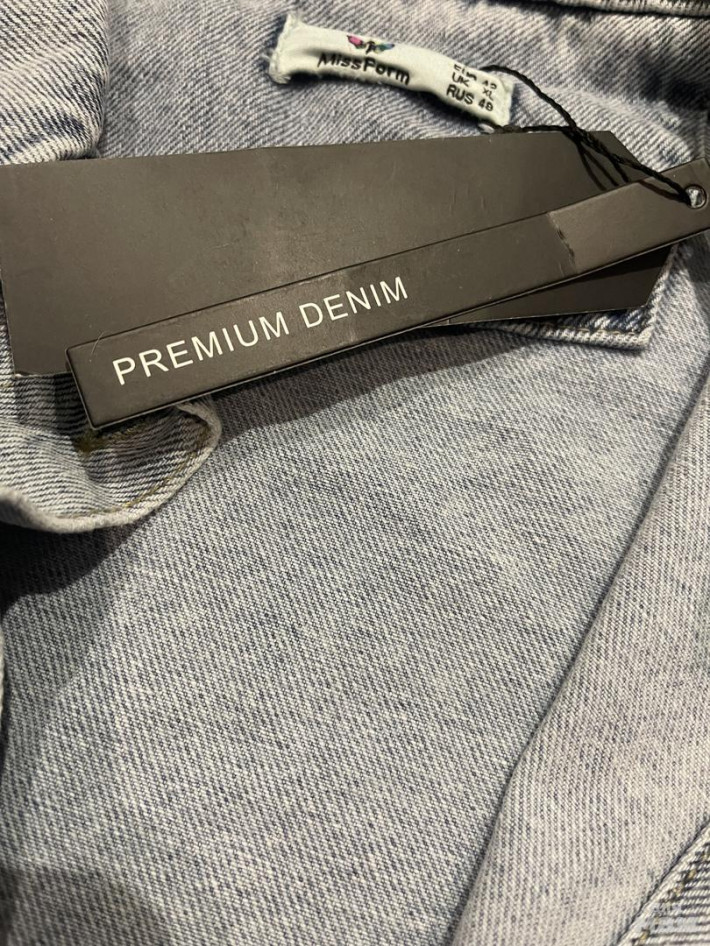 MissForm
UK XL
RUS 48
PREMIUM DENIM